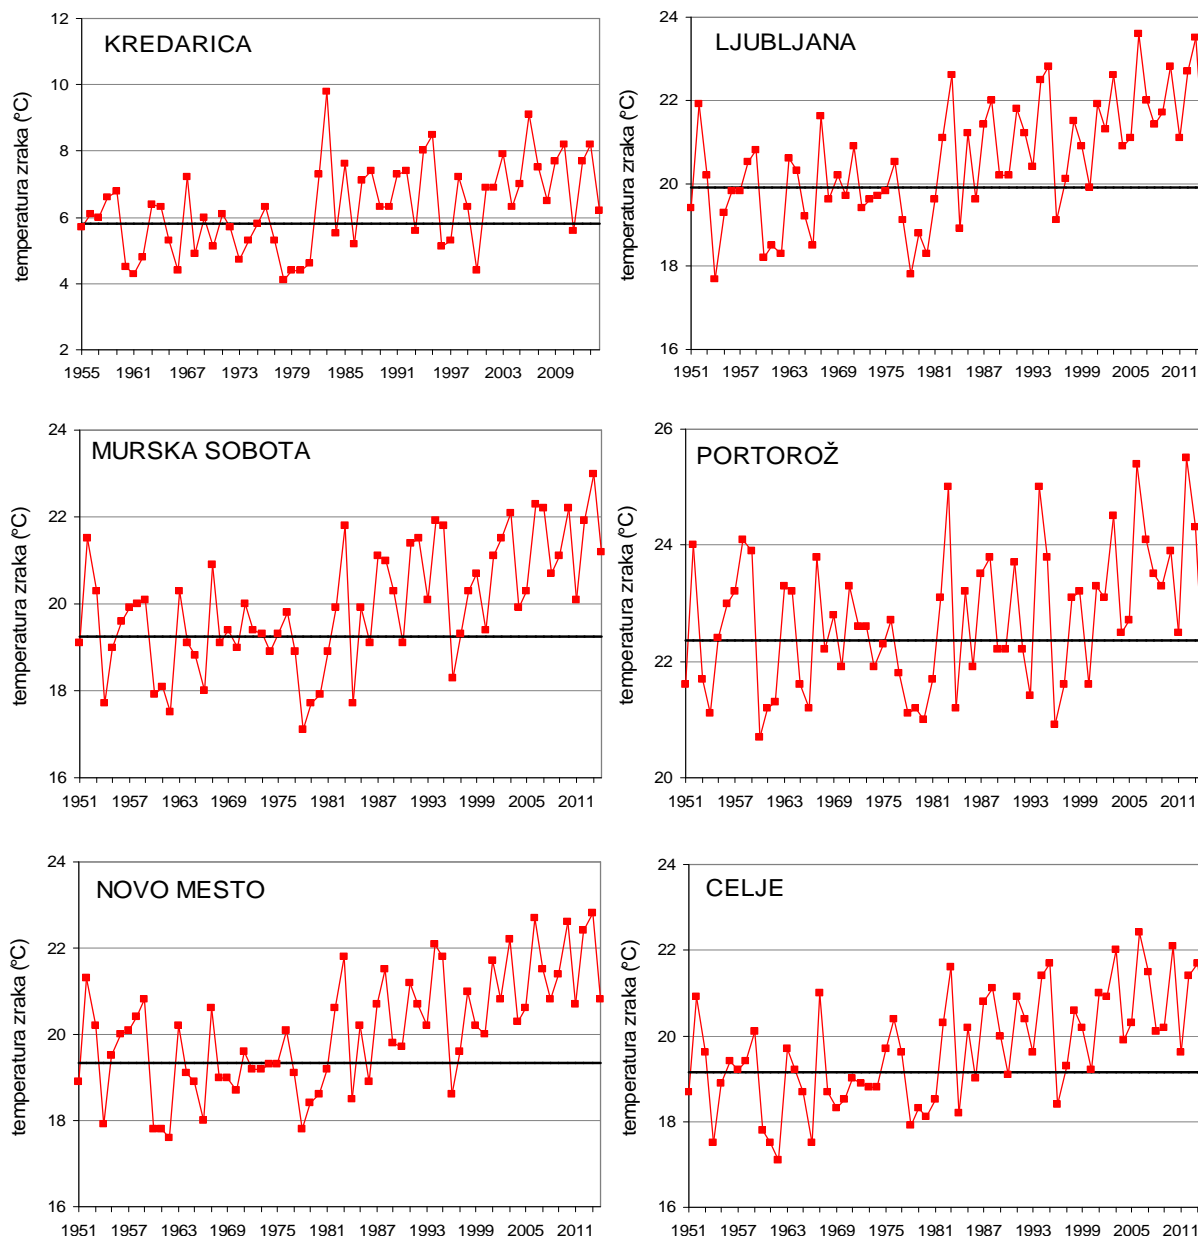 KREDARICA
temperatura zraka (°C)
12
10
8
6
4
2
1955 1961 1967 1973 1979 1985 1991 1997 2003 2009
LJUBLJANA
temperatura zraka (°C)
24
22
20
18
16
1951 1957 1963 1969 1975 1981 1987 1993 1999 2005 2011
MURSKA SOBOTA
temperatura zraka (°C)
24
22
20
18
16
1951 1957 1963 1969 1975 1981 1987 1993 1999 2005 2011
PORTOROŽ
temperatura zraka (°C)
26
24
22
20
1951 1957 1963 1969 1975 1981 1987 1993 1999 2005 2011
NOVO MESTO
temperatura zraka (°C)
24
22
20
18
16
1951 1957 1963 1969 1975 1981 1987 1993 1999 2005 2011
CELJE
temperatura zraka (°C)
24
22
20
18
16
1951 1957 1963 1969 1975 1981 1987 1993 1999 2005 2011